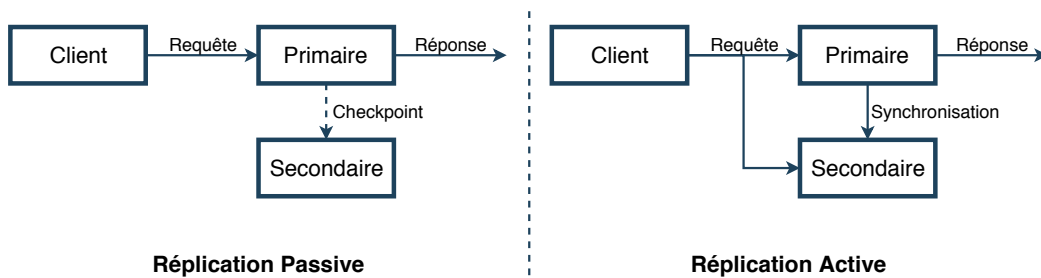 Client
Requête
Primaire
Réponse
Checkpoint
Secondaire
Réplication Passive
Client
Requête
Primaire
Réponse
Synchronisation
Secondaire
Réplication Active